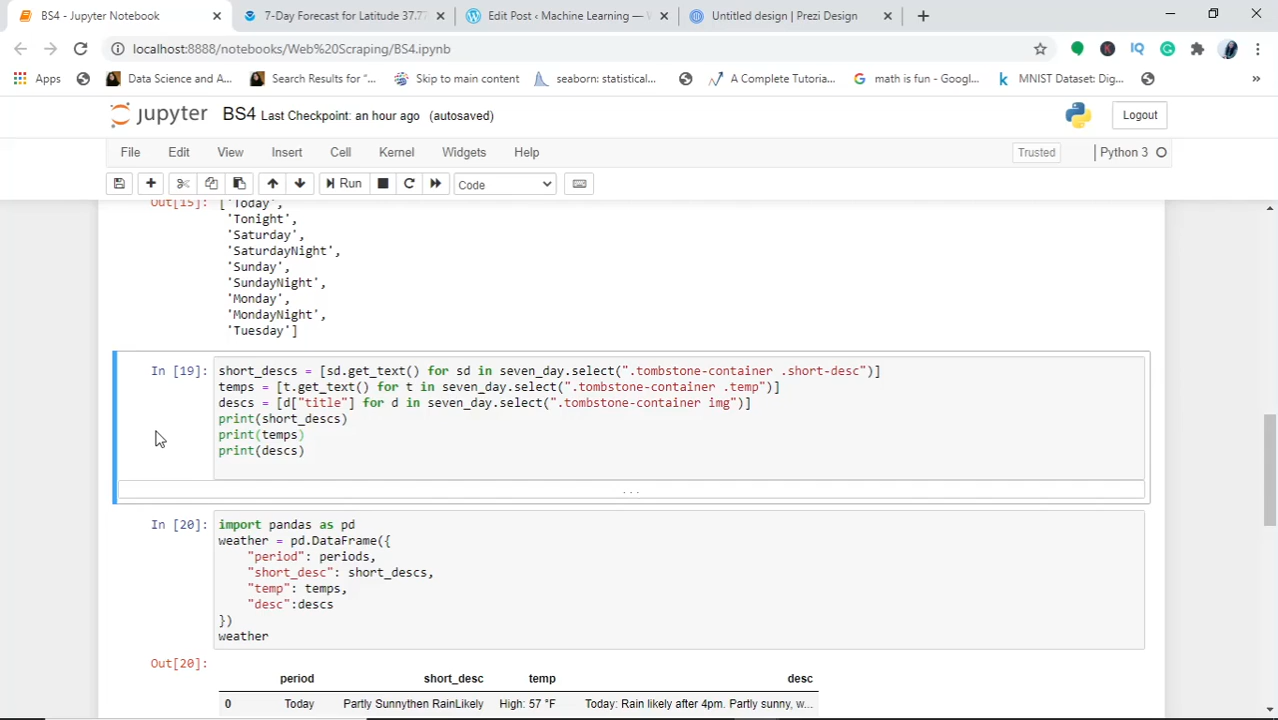 BS4 - Jupyter Notebook
7-Day Forecast for Latitude 37.77
Edit Post ‹ Machine Learning — W
Untitled design | Prezi Design
localhost:8888/notebooks/Web%20Scraping/BS4.ipynb
Apps
Data Science and A...
Search Results for “...
Skip to main content
seaborn: statistical...
A Complete Tutoria...
math is fun - Googl...
MNIST Dataset: Dig...
»
jupyter BS4 Last Checkpoint: an hour ago (autosaved)
Logout
File Edit View Insert Cell Kernel Widgets Help
Trusted
Python 3
Run
Code
Out[15]: ['Today',
'Tonight',
'Saturday',
'SaturdayNight',
'Sunday',
'SundayNight',
'Monday',
'MondayNight',
'Tuesday']
In [19]: short_descs = [sd.get_text() for sd in seven_day.select(".tombstone-container .short-desc")]
temps = [t.get_text() for t in seven_day.select(".tombstone-container .temp")]
descs = [d["title"] for d in seven_day.select(".tombstone-container img")]
print(short_descs)
print(temps)
print(descs)
...
In [20]: import pandas as pd
weather = pd.DataFrame({
"period": periods,
"short_desc": short_descs,
"temp": temps,
"desc":descs
})
weather
Out[20]:
period short_desc temp desc
0 Today Partly Sunnythen RainLikely High: 57 °F Today: Rain likely after 4pm. Partly sunny, w...